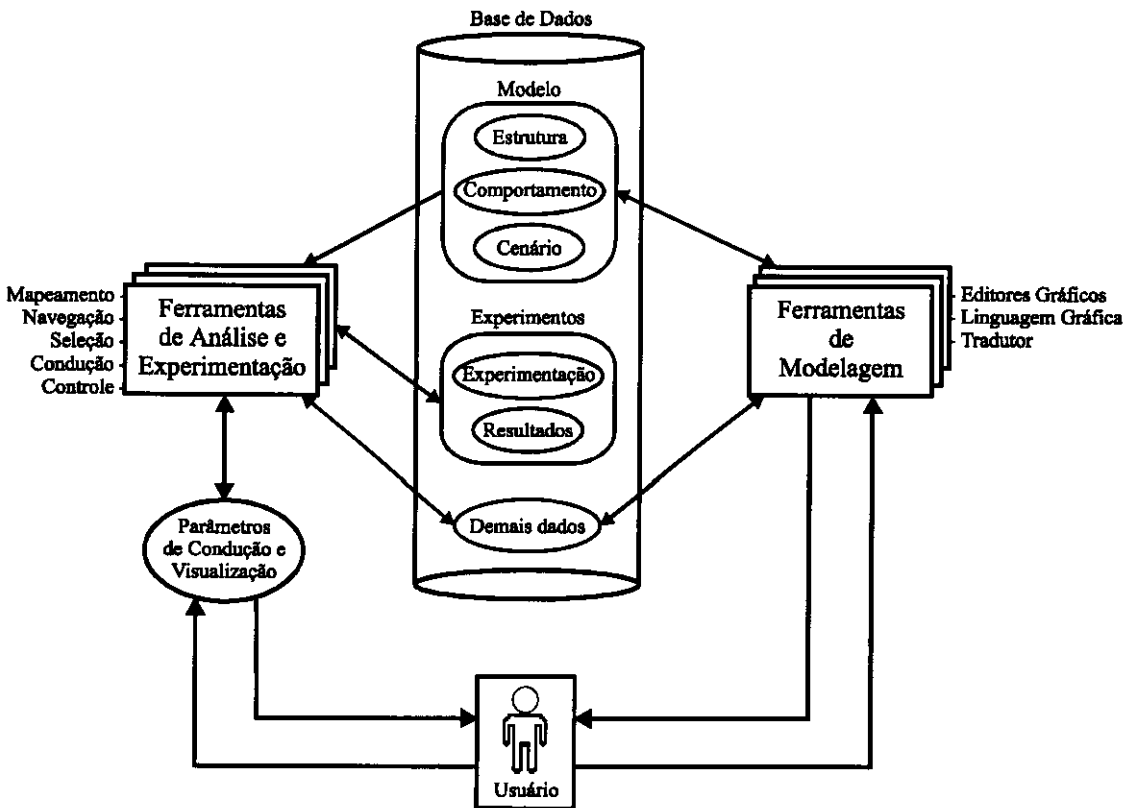 Base de Dados
Modelo
Estrutura
Comportamento
Cenário
Mapeamento
Navegação
Seleção
Condução
Controle
Ferramentas
de Análise e
Experimentação
Experimentos
Experimentação
Resultados
Ferramentas
de
Modelagem
Editores Gráficos
Linguagem Gráfica
Tradutor
Demais dados
Parâmetros
de Condução e
Visualização
Usuário